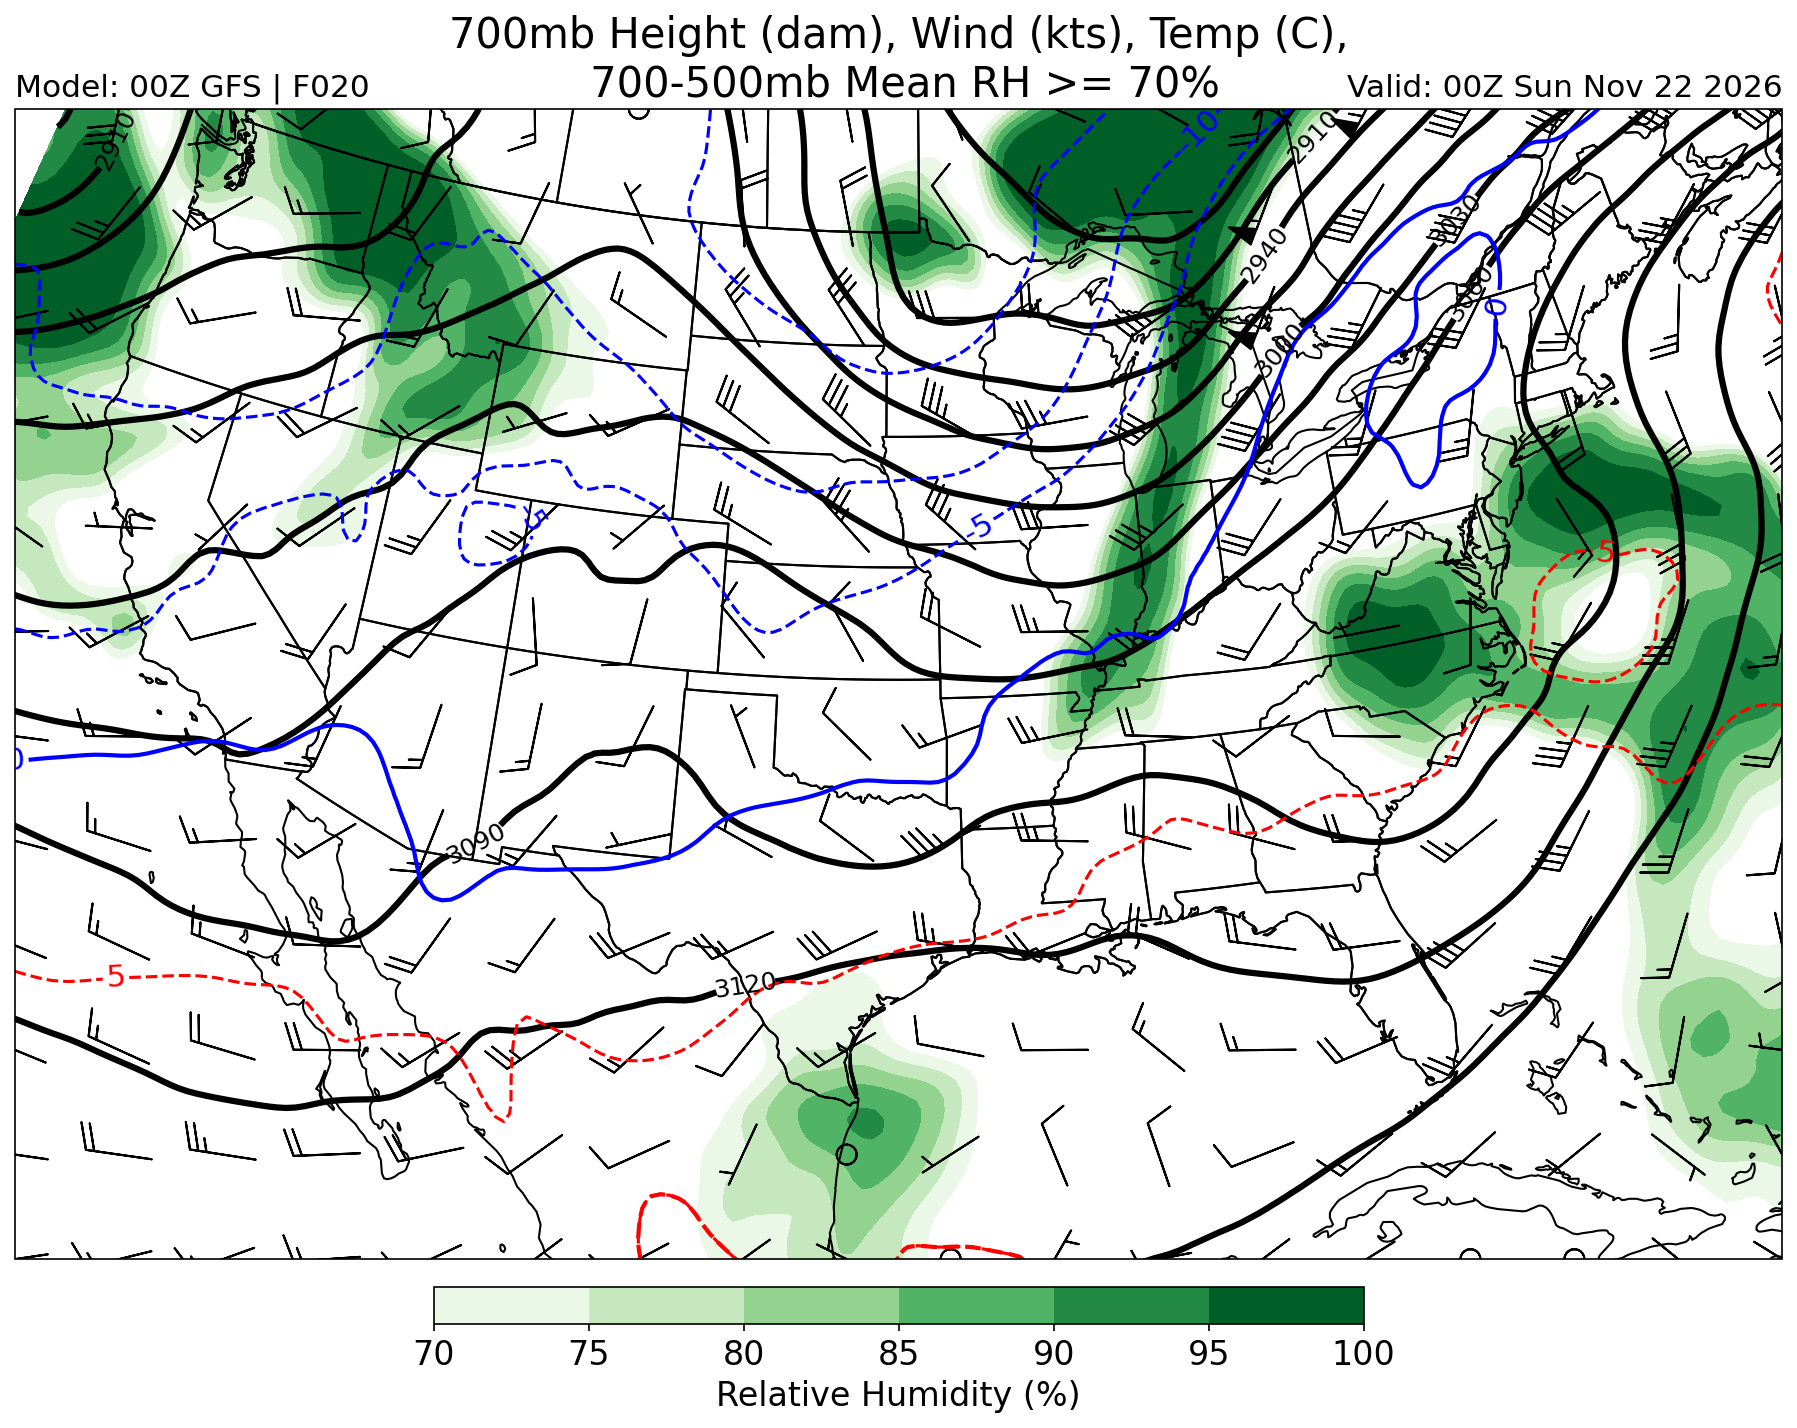 700mb Height (dam), Wind (kts), Temp (C),
700-500mb Mean RH >= 70%
Model: 00Z GFS | F020
Valid: 00Z Sun Nov 22 2026
2910
2910
-10
3030
2940
3060
0
3000
-5
-5
5
0
3090
5
3120
70 75 80 85 90 95 100
Relative Humidity (%)